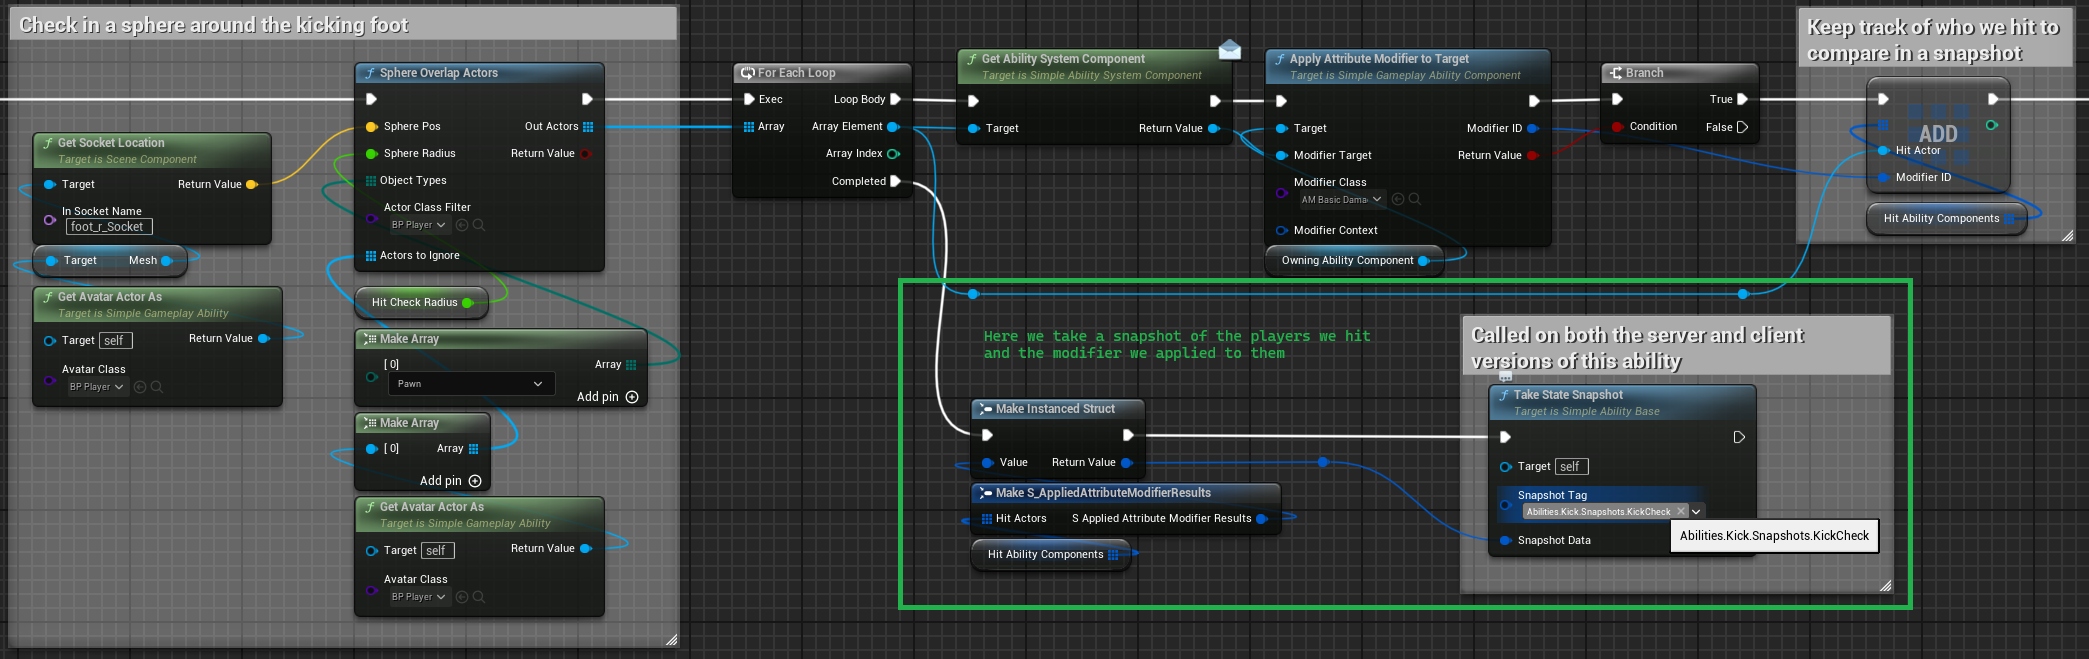 Check in a sphere around the kicking foot
Sphere Overlap Actors
Sphere Pos
Out Actors
Sphere Radius
Return Value
Object Types
Actor Class Filter
BP Player
Actors to Ignore
Get Socket Location
Target is Scene Component
Target
Return Value
In Socket Name
foot_r_Socket
Target
Mesh
Get Avatar Actor As
Target is Simple Gameplay Ability
Target
self
Return Value
Avatar Class
BP Player
Hit Check Radius
Make Array
[0]
Array
Pawn
Add pin
Make Array
[0]
Array
Add pin
Get Avatar Actor As
Target is Simple Gameplay Ability
Target
self
Return Value
Avatar Class
BP Player
For Each Loop
Exec
Loop Body
Array
Array Element
Array Index
Completed
Get Ability System Component
Target is Simple Ability System Component
Target
Return Value
Apply Attribute Modifier to Target
Target is Simple Gameplay Ability Component
Target
Modifier ID
Modifier Target
Return Value
Modifier Class
AM Basic Dama
Modifier Context
Owning Ability Component
Branch
True
Condition
False
Keep track of who we hit to
compare in a snapshot
ADD
Hit Actor
Modifier ID
Hit Ability Components
Here we take a snapshot of the players we hit
and the modifier we applied to them
Make Instanced Struct
Value
Return Value
Make S_AppliedAttributeModifierResults
Hit Actors
S Applied Attribute Modifier Results
Hit Ability Components
Called on both the server and client
versions of this ability
Take State Snapshot
Target is Simple Ability Base
Target
self
Snapshot Tag
Abilities.Kick.Snapshots.KickCheck
Abilities.Kick.Snapshots.KickCheck
Snapshot Data